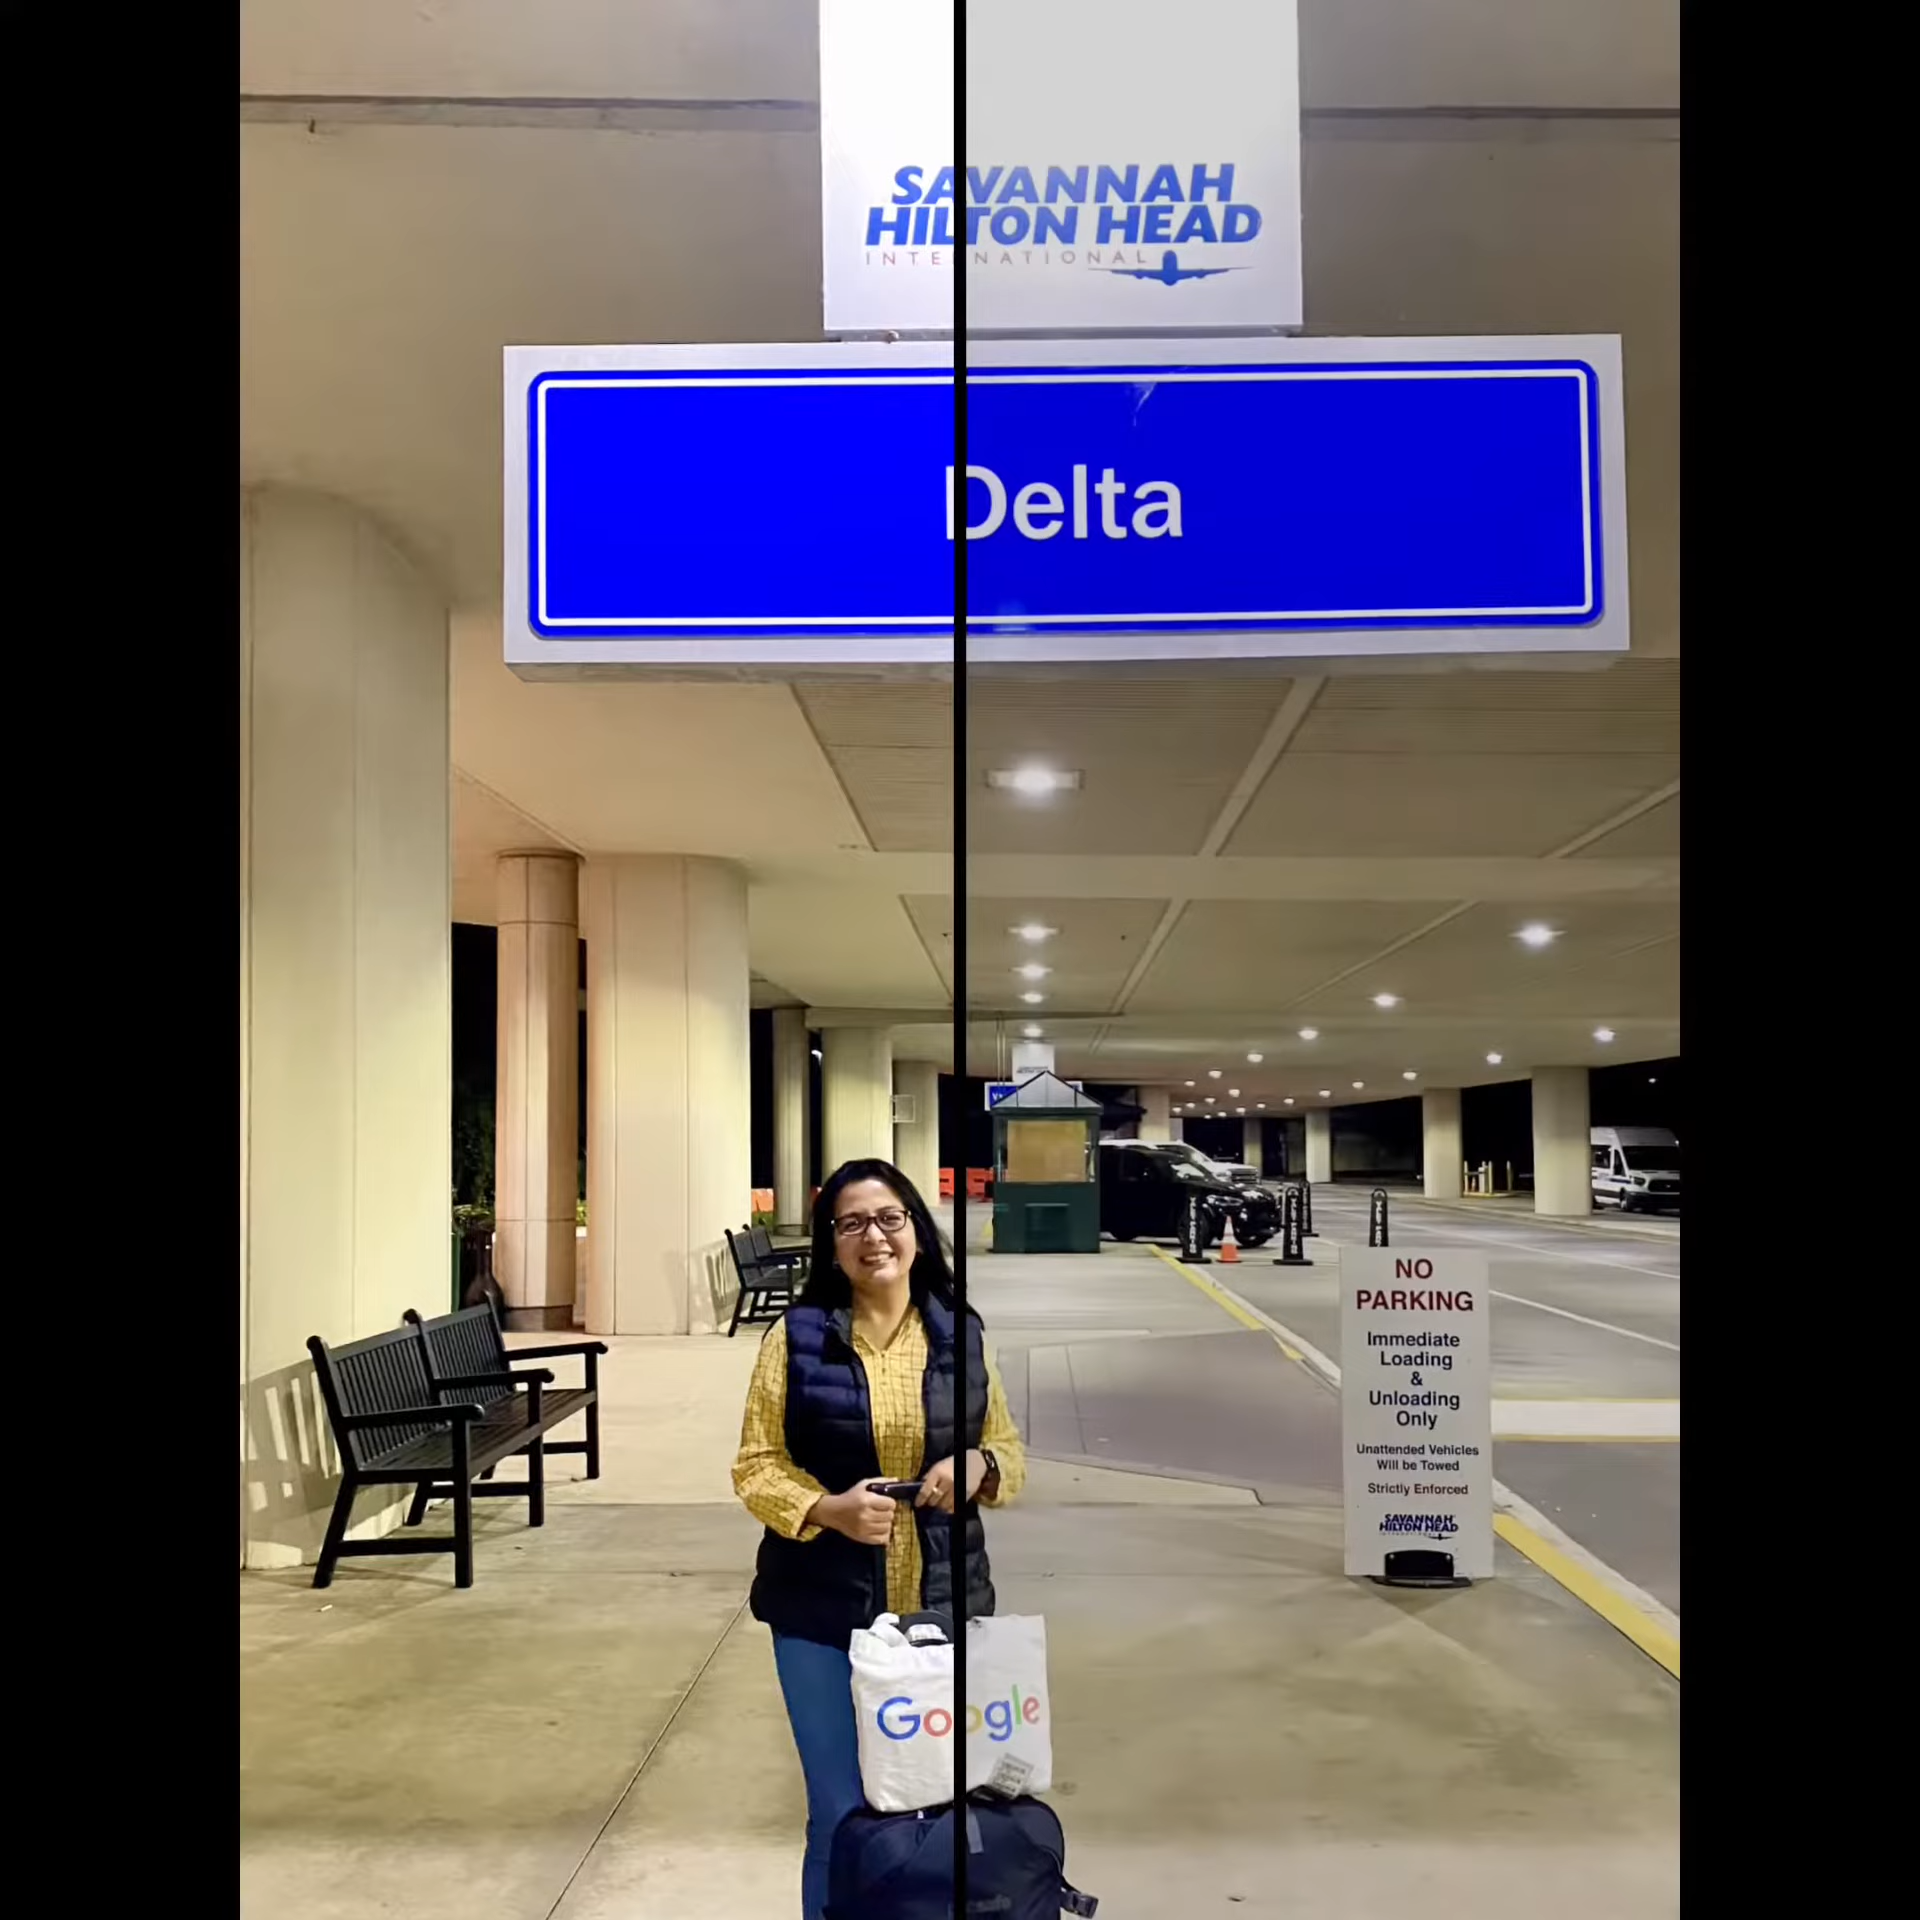 SAVANNAH
HILTON HEAD
INTERNATIONAL
Delta
NO
PARKING
Immediate
Loading
&
Unloading
Only
Unattended Vehicles
Will be Towed
Strictly Enforced
SAVANNAH
HILTON HEAD
Google